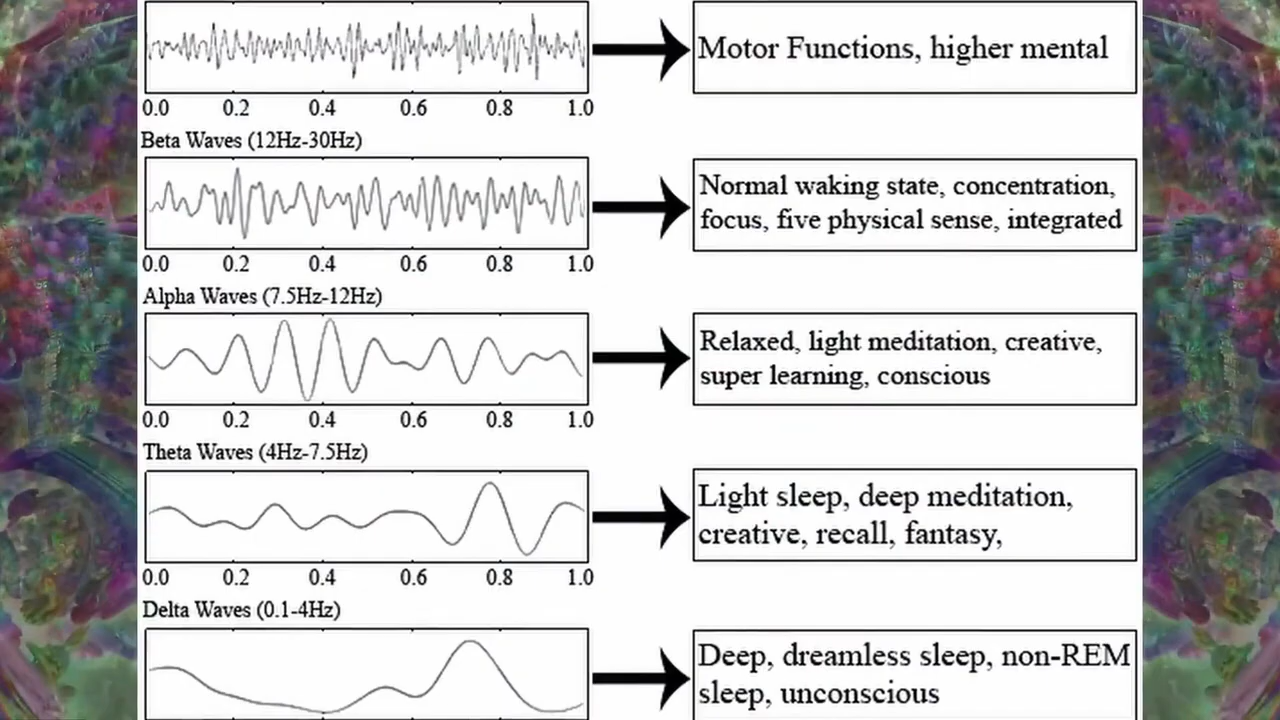 Motor Functions, higher mental
0.0 0.2 0.4 0.6 0.8 1.0
Beta Waves (12Hz-30Hz)
Normal waking state, concentration,
focus, five physical sense, integrated
0.0 0.2 0.4 0.6 0.8 1.0
Alpha Waves (7.5Hz-12Hz)
Relaxed, light meditation, creative,
super learning, conscious
0.0 0.2 0.4 0.6 0.8 1.0
Theta Waves (4Hz-7.5Hz)
Light sleep, deep meditation,
creative, recall, fantasy,
0.0 0.2 0.4 0.6 0.8 1.0
Delta Waves (0.1-4Hz)
Deep, dreamless sleep, non-REM
sleep, unconscious